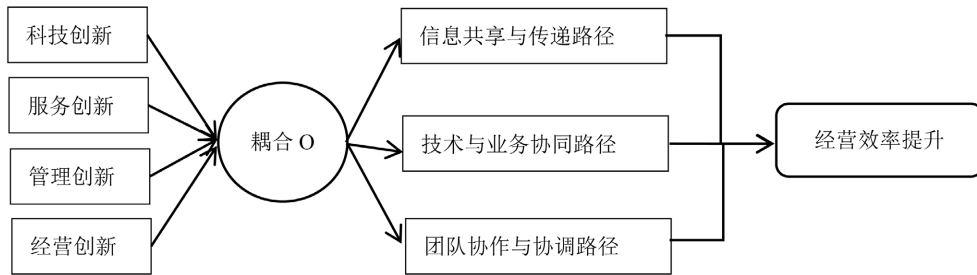 科技创新
服务创新
管理创新
经营创新
耦合 O
信息共享与传递路径
技术与业务协同路径
团队协作与协调路径
经营效率提升